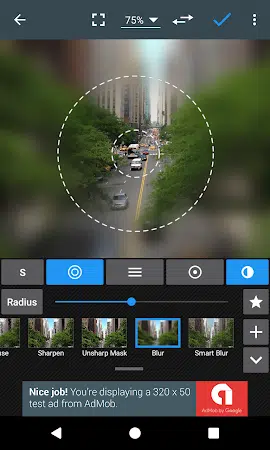 75%
S
Radius
se
Sharpen
Unsharp Mask
Blur
Smart Blur
Nice job! You're displaying a 320 x 50
test ad from AdMob.
AdMob by Google